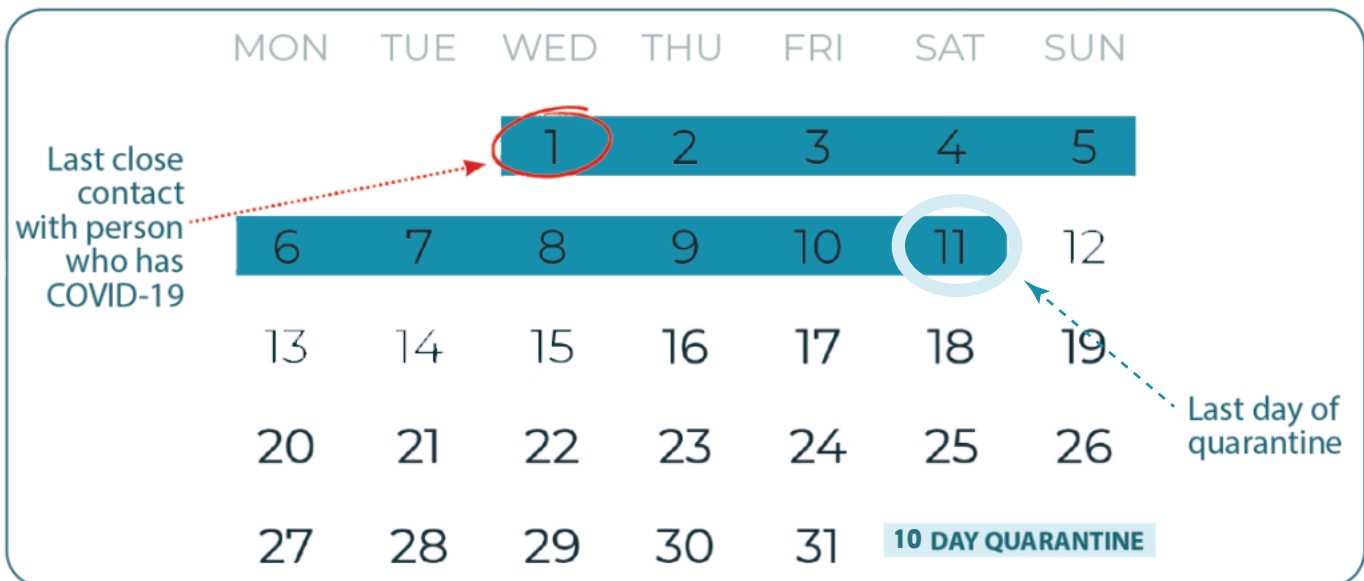 MON TUE WED THU FRI SAT SUN
1 2 3 4 5
Last close
contact
with person
who has
COVID-19
6 7 8 9 10 11 12
13 14 15 16 17 18 19
Last day of
quarantine
20 21 22 23 24 25 26
27 28 29 30 31
10 DAY QUARANTINE